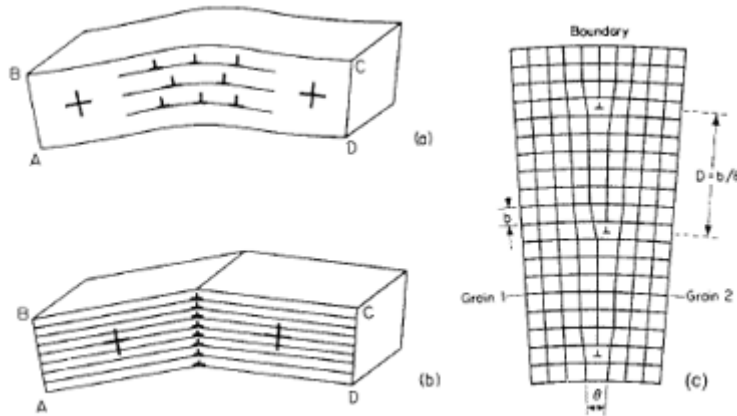 B
C
A
D
(a)
B
C
A
D
(b)
Boundary
D = b/θ
b
Grain 1
Grain 2
θ
(c)